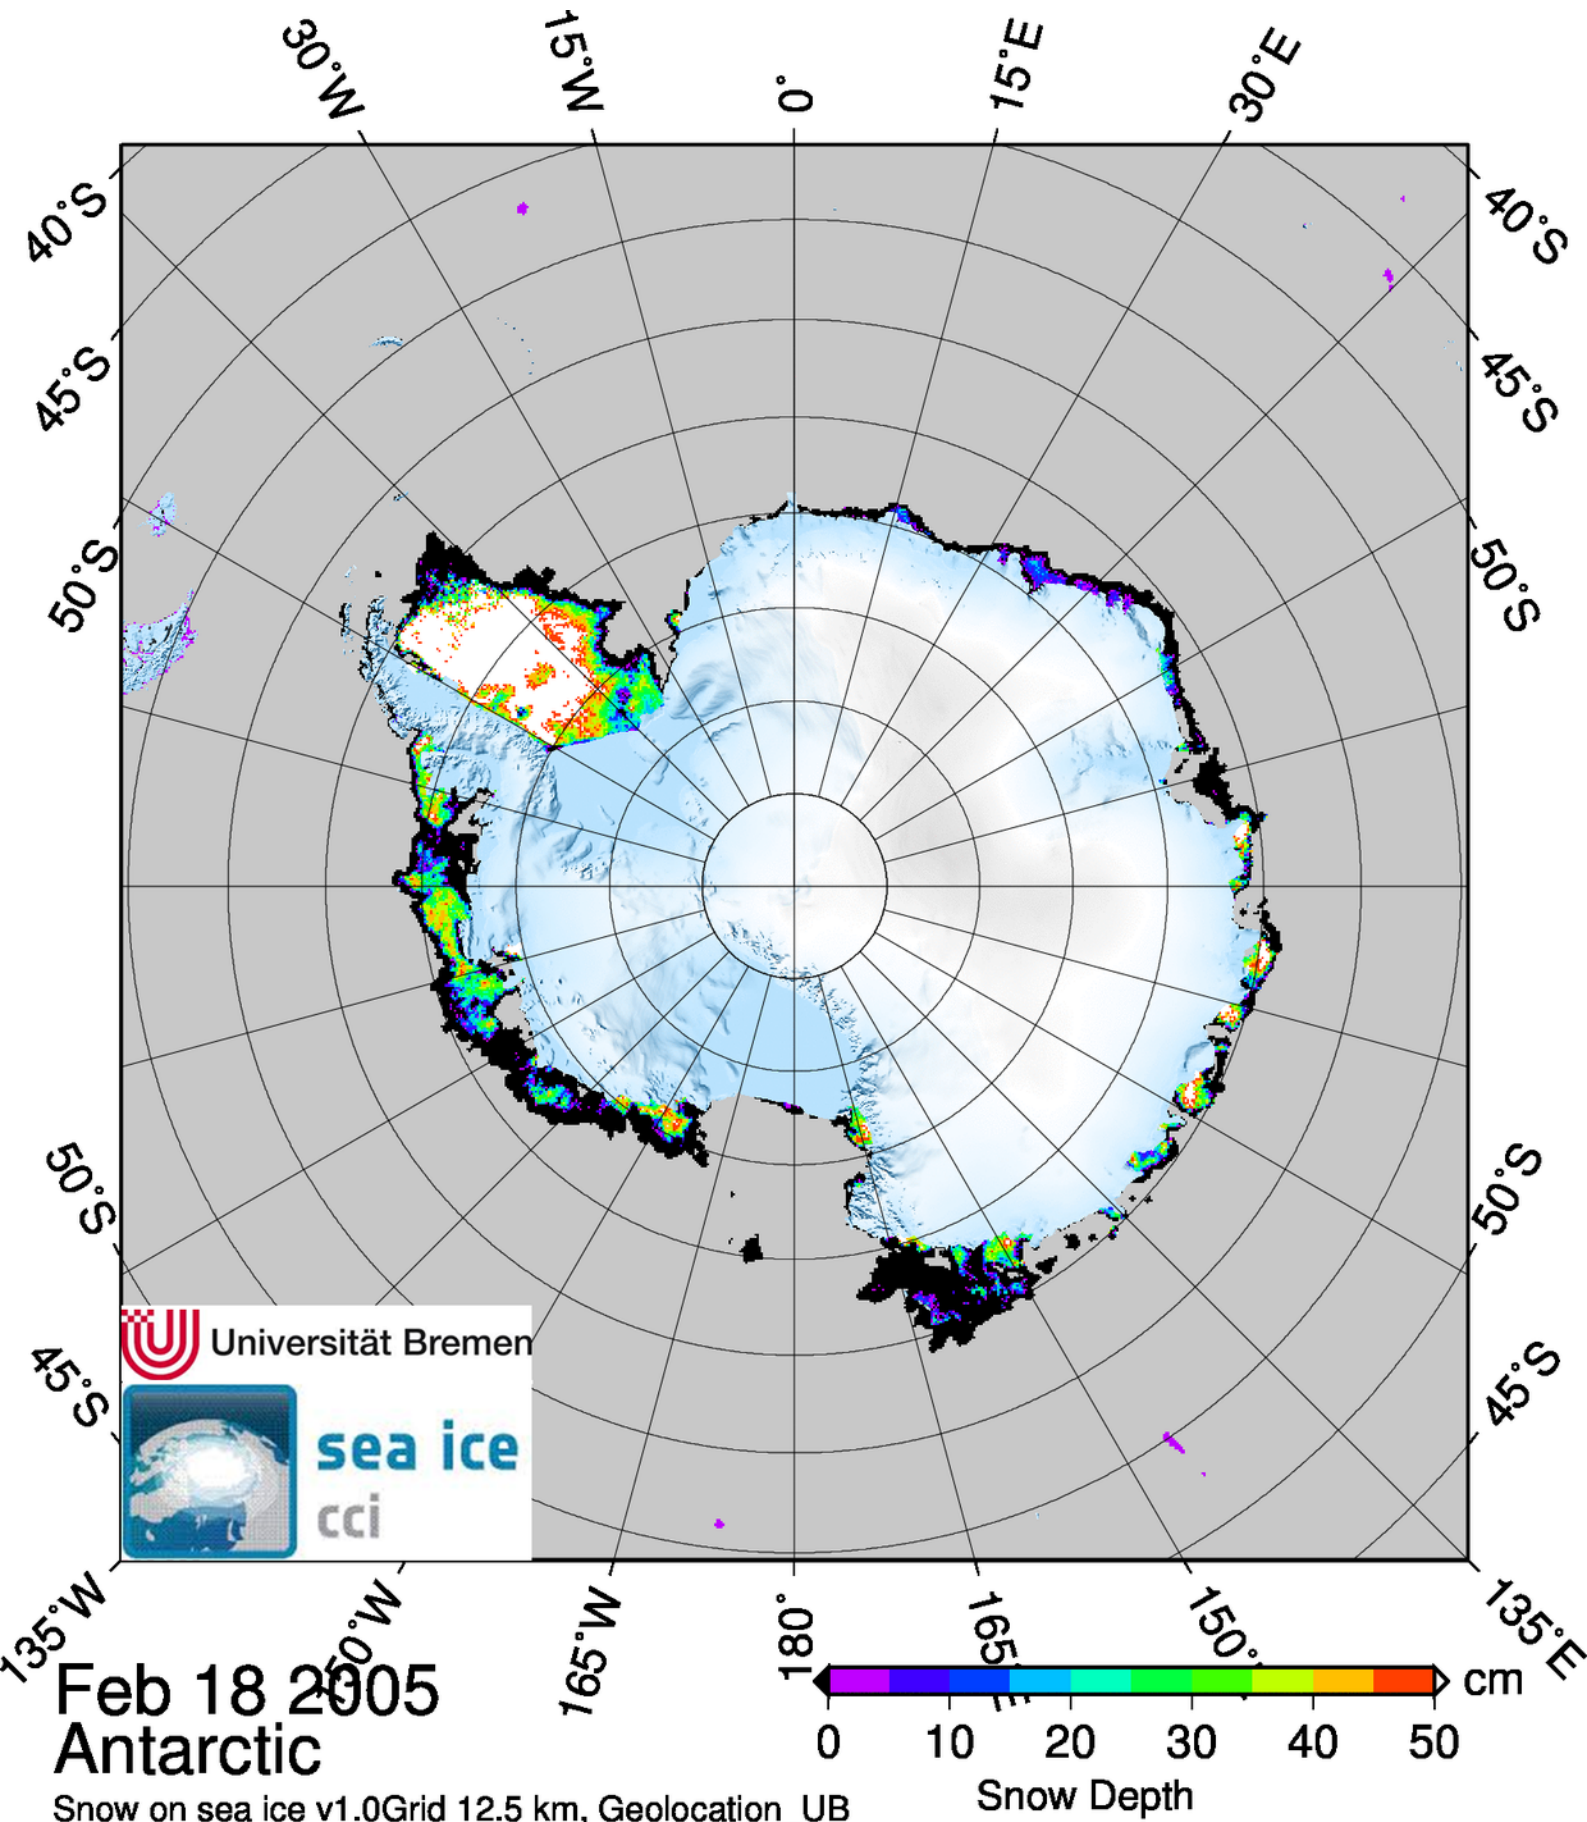 30°W
15°W
0°
15°E
30°E
40°S
40°S
45°S
45°S
50°S
50°S
50°S
50°S
45°S
45°S
Universität Bremen
sea ice
cci
135°W
165°W
180°
135°E
Feb 18 2005
Antarctic
Snow on sea ice v1.0Grid 12.5 km, Geolocation UB
cm
0 10 20 30 40 50
Snow Depth